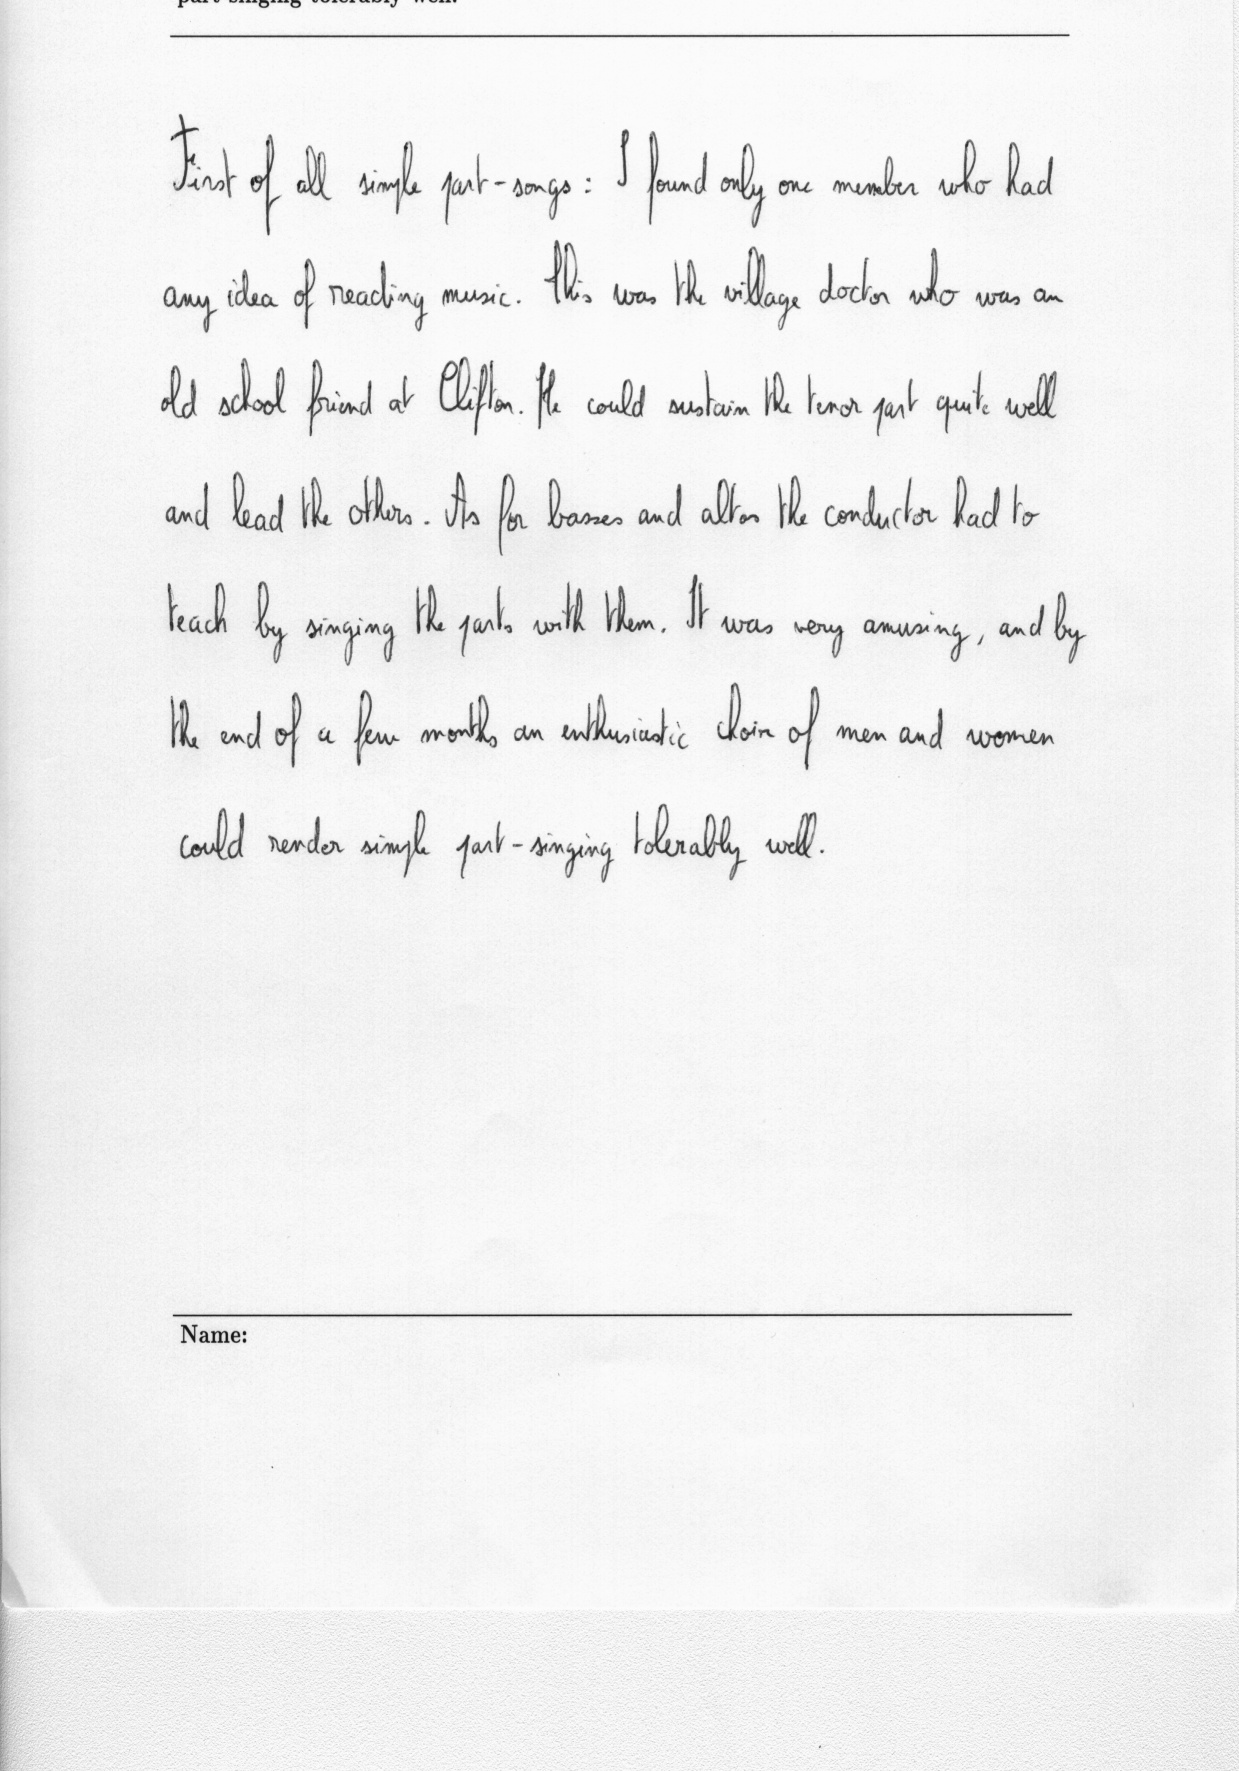 part-singing tolerably well.
First of all simple part-songs : I found only one member who had
any idea of reading music. This was the village doctor who was an
old school friend at Clifton. He could sustain the tenor part quite well
and lead the others. As for basses and altos the conductor had to
teach by singing the parts with them. It was very amusing, and by
the end of a few months an enthusiastic choir of men and women
could render simple part-singing tolerably well.
Name: